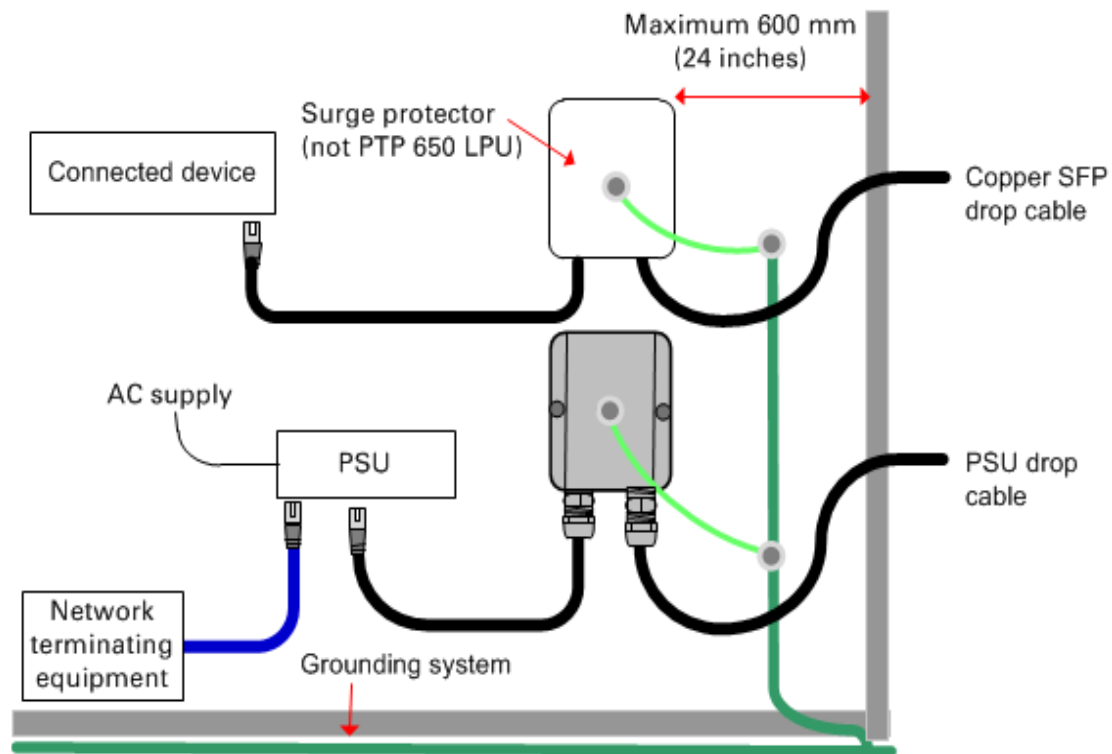 Maximum 600 mm
(24 inches)
Surge protector
(not PTP 650 LPU)
Connected device
Copper SFP
drop cable
AC supply
PSU
PSU drop
cable
Network
terminating
equipment
Grounding system